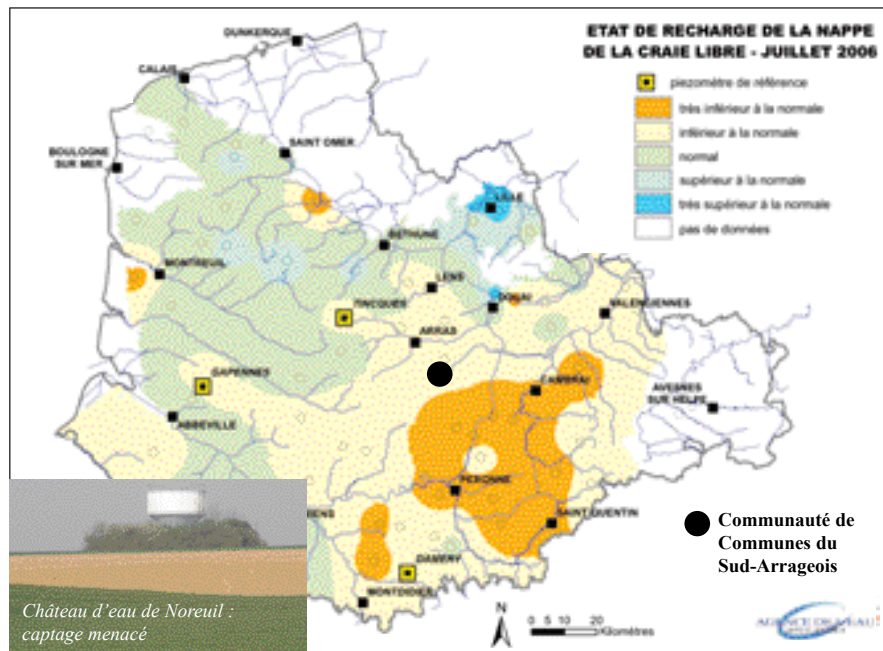 ETAT DE RECHARGE DE LA NAPPE
DE LA CRAIE LIBRE - JUILLET 2006
piezomètre de référence
très inférieur à la normale
inférieur à la normale
normal
supérieur à la normale
très supérieur à la normale
pas de données
DUNKERQUE
CALAIS
SAINT OMER
BOULOGNE
SUR MER
LILLE
BETHUNE
MONTREUIL
LENS
DOUAI
VALENCIENNES
TINCQUES
ARRAS
GAPENNES
CAMBRAI
AVESNES
SUR HELPE
ABBEVILLE
PERONNE
SAINT QUENTIN
DAMERY
MONTDIDIER
Communauté de
Communes du
Sud-Arrageois
Château d'eau de Noreuil :
captage menacé
N
0 5 10 20
Kilomètres
AGENCE DE L'EAU